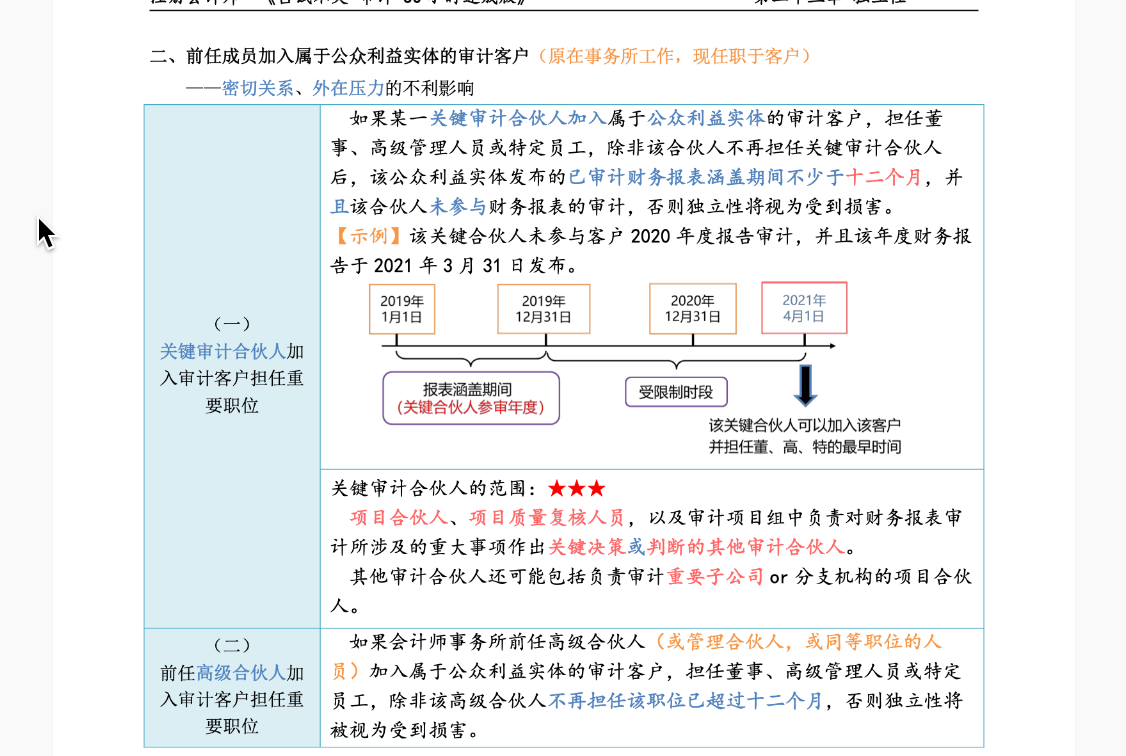 二、前任成员加入属于公众利益实体的审计客户（原在事务所工作，现任职于客户）
——密切关系、外在压力的不利影响
（一）
关键审计合伙人加
入审计客户担任重
要职位
如果某一关键审计合伙人加入属于公众利益实体的审计客户，担任董
事、高级管理人员或特定员工，除非该合伙人不再担任关键审计合伙人
后，该公众利益实体发布的已审计财务报表涵盖期间不少于十二个月，并
且该合伙人未参与财务报表的审计，否则独立性将视为受到损害。
【示例】该关键合伙人未参与客户 2020 年度报告审计，并且该年度财务报
告于 2021 年 3 月 31 日发布。
2019年
1月1日
2019年
12月31日
2020年
12月31日
2021年
4月1日
报表涵盖期间
（关键合伙人参审年度）
受限制时段
该关键合伙人可以加入该客户
并担任董、高、特的最早时间
关键审计合伙人的范围：★★★
项目合伙人、项目质量复核人员，以及审计项目组中负责对财务报表审
计所涉及的重大事项作出关键决策或判断的其他审计合伙人。
其他审计合伙人还可能包括负责审计重要子公司 or 分支机构的项目合伙
人。
（二）
前任高级合伙人加
入审计客户担任重
要职位
如果会计师事务所前任高级合伙人（或管理合伙人，或同等职位的人
员）加入属于公众利益实体的审计客户，担任董事、高级管理人员或特定
员工，除非该高级合伙人不再担任该职位已超过十二个月，否则独立性将
被视为受到损害。